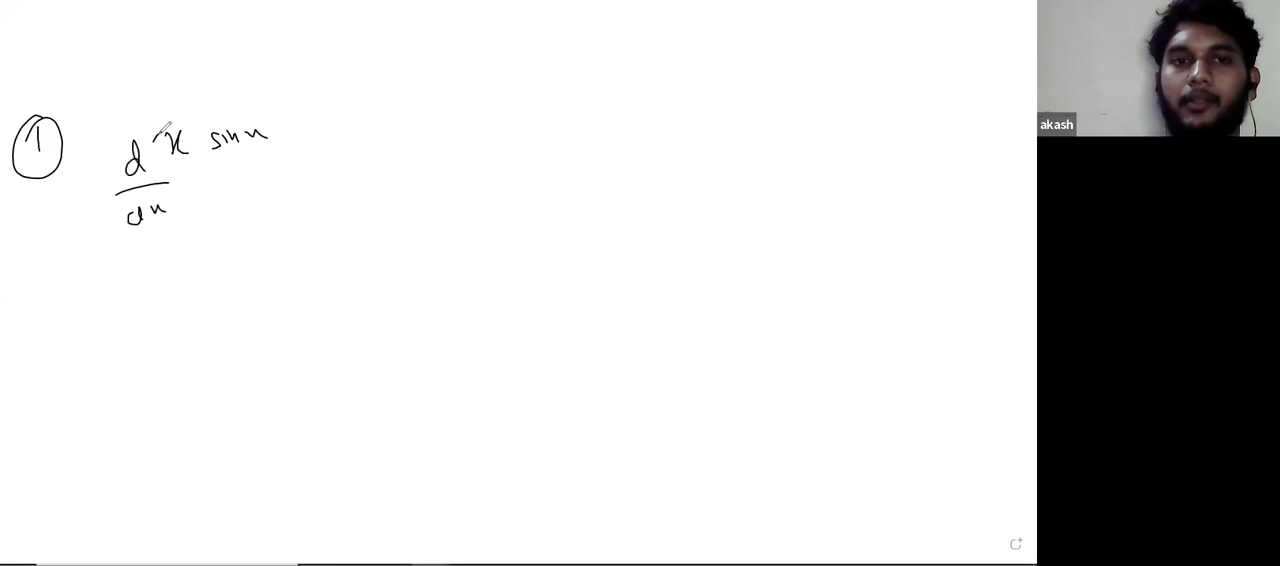 1 d/dx x sin x
akash